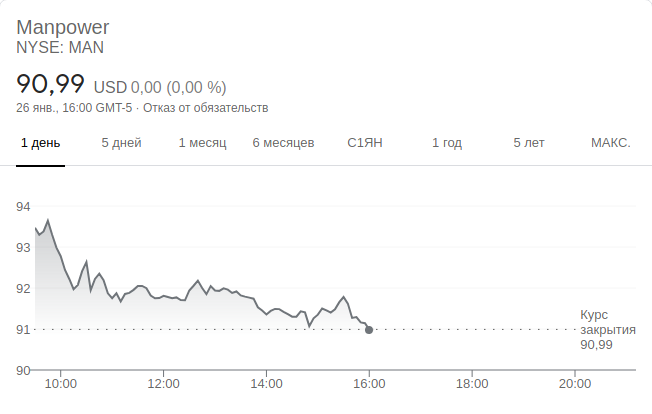 Manpower
NYSE: MAN
90,99 USD 0,00 (0,00 %)
26 янв., 16:00 GMT-5 · Отказ от обязательств
1 день 5 дней 1 месяц 6 месяцев С1ЯН 1 год 5 лет МАКС.
94
93
92
91
90
Курс
закрытия
90,99
10:00 12:00 14:00 16:00 18:00 20:00